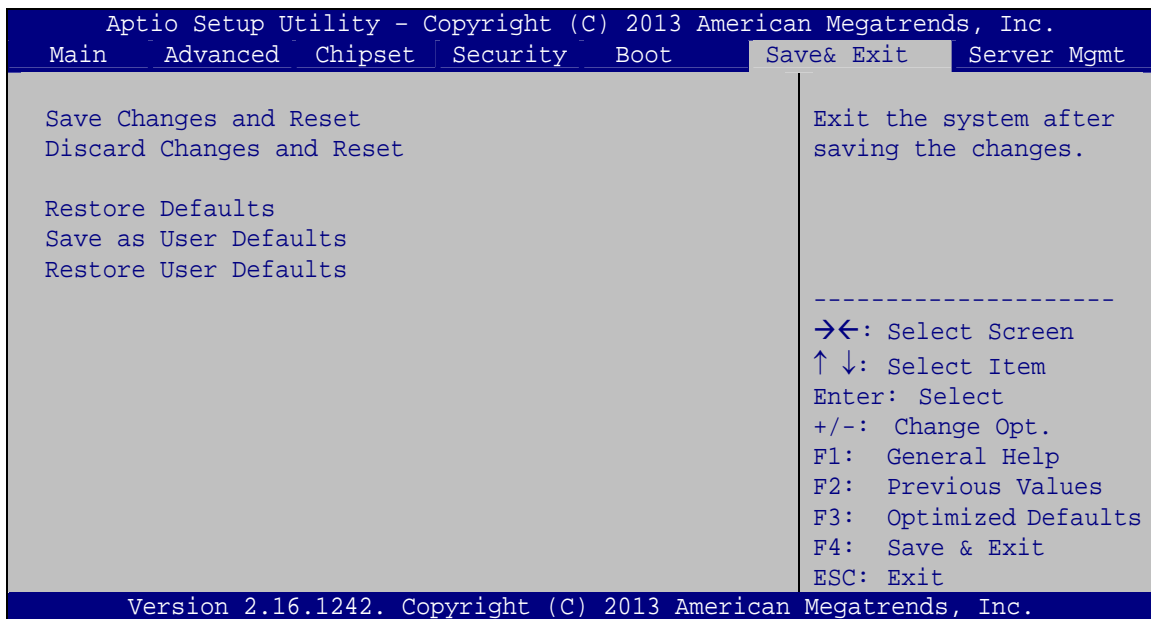 Aptio Setup Utility – Copyright (C) 2013 American Megatrends, Inc.
Main Advanced Chipset Security Boot Save& Exit Server Mgmt
Save Changes and Reset
Discard Changes and Reset
Restore Defaults
Save as User Defaults
Restore User Defaults
Exit the system after
saving the changes.
---------------------
→←: Select Screen
↑ ↓: Select Item
Enter: Select
+/-: Change Opt.
F1: General Help
F2: Previous Values
F3: Optimized Defaults
F4: Save & Exit
ESC: Exit
Version 2.16.1242. Copyright (C) 2013 American Megatrends, Inc.